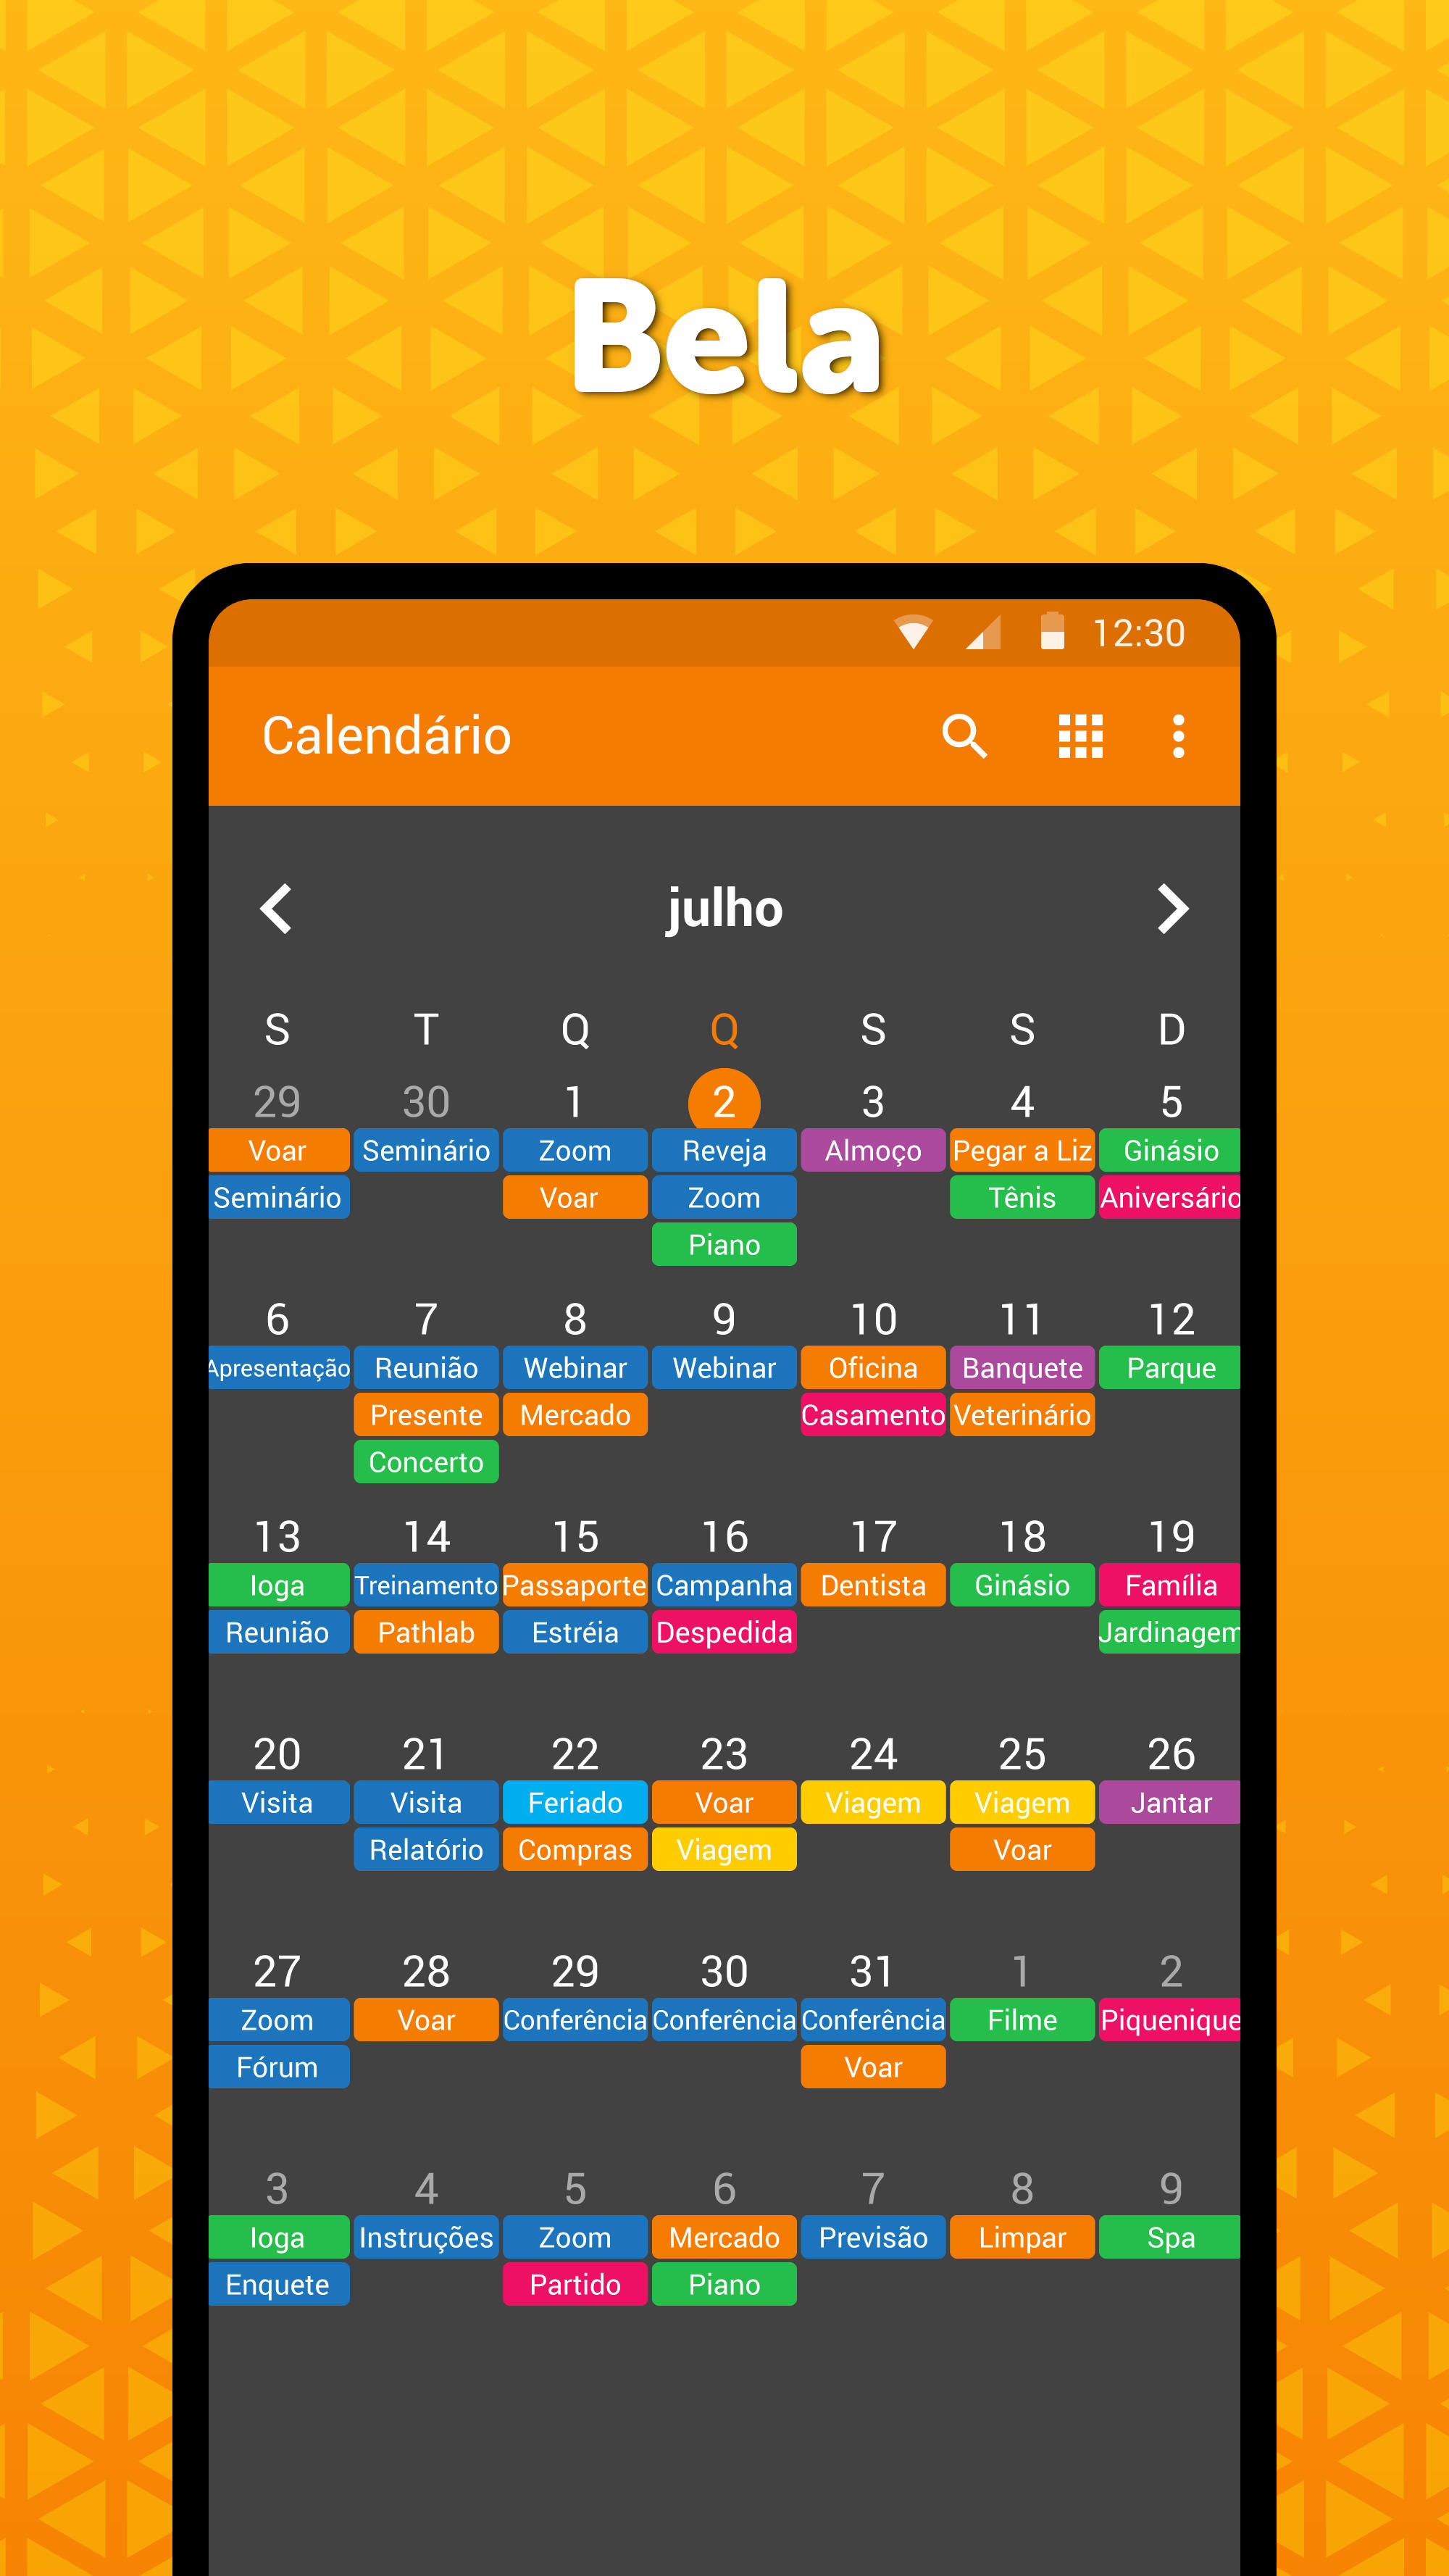 Bela
12:30
Calendário
julho
S T Q Q S S D
29 30 1 2 3 4 5
Voar Seminário Zoom Reveja Almoço Pegar a Liz Ginásio
Seminário Voar Zoom Tênis Aniversário
Piano
6 7 8 9 10 11 12
Apresentação Reunião Webinar Webinar Oficina Banquete Parque
Presente Mercado Casamento Veterinário
Concerto
13 14 15 16 17 18 19
Ioga Treinamento Passaporte Campanha Dentista Ginásio Família
Reunião Pathlab Estréia Despedida Jardinagem
20 21 22 23 24 25 26
Visita Visita Feriado Voar Viagem Viagem Jantar
Relatório Compras Viagem Voar
27 28 29 30 31 1 2
Zoom Voar Conferência Conferência Conferência Filme Piquenique
Fórum Voar
3 4 5 6 7 8 9
Ioga Instruções Zoom Mercado Previsão Limpar Spa
Enquete Partido Piano